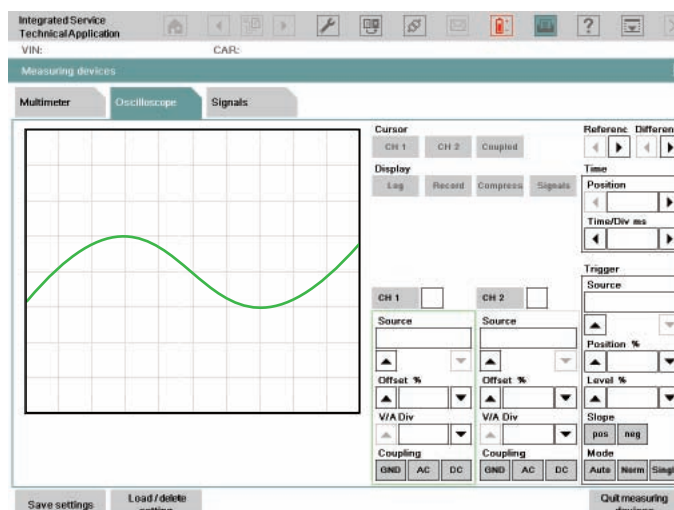 Integrated Service
Technical Application
VIN: CAR:
Measuring devices
Multimeter Oscilloscope Signals
Cursor
CH 1 CH 2 Coupled
Display
Log Record Compress Signals
Referenc Differen
Time
Position
Time/Div ms
Trigger
Source
Position %
Level %
Slope
pos neg
Mode
Auto Norm Singl
CH 1 CH 2
Source Source
Offset % Offset %
V/A Div V/A Div
Coupling Coupling
GND AC DC GND AC DC
Save settings
Load / delete
Quit measuring